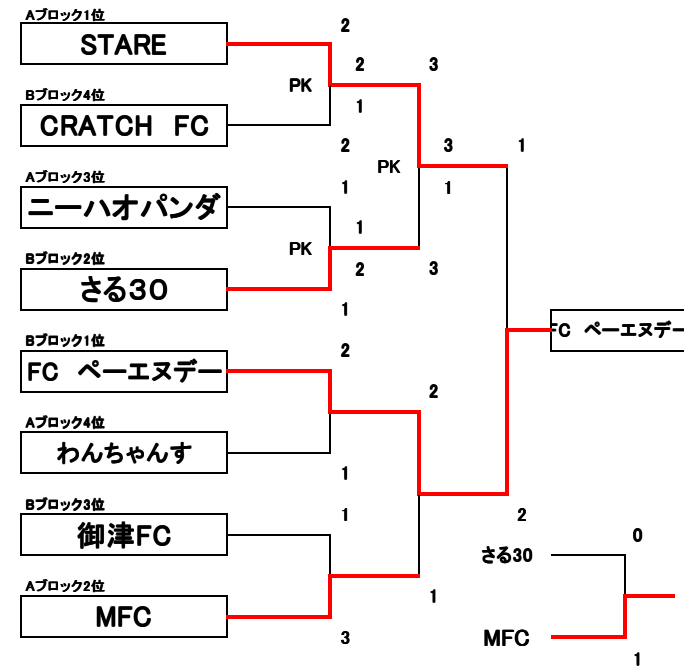 Aブロック1位
STARE
2
PK
2
3
1
Bブロック4位
CRATCH FC
2
3
1
PK
Aブロック3位
ニーハオパンダ
1
1
1
PK
Bブロック2位
さる30
2
3
1
FC ペーエヌデー
Bブロック1位
FC ペーエヌデー
2
2
Aブロック4位
わんちゃんす
1
Bブロック3位
御津FC
1
2
さる30
0
Aブロック2位
MFC
1
3
MFC
1